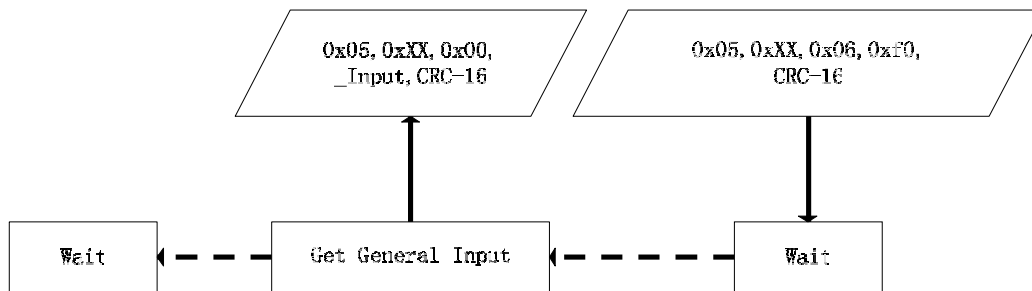 0x05, 0xXX, 0x00,
_Input, CRC-16
0x05, 0xXX, 0x06, 0xf0,
CRC-16
Wait
Get General Input
Wait